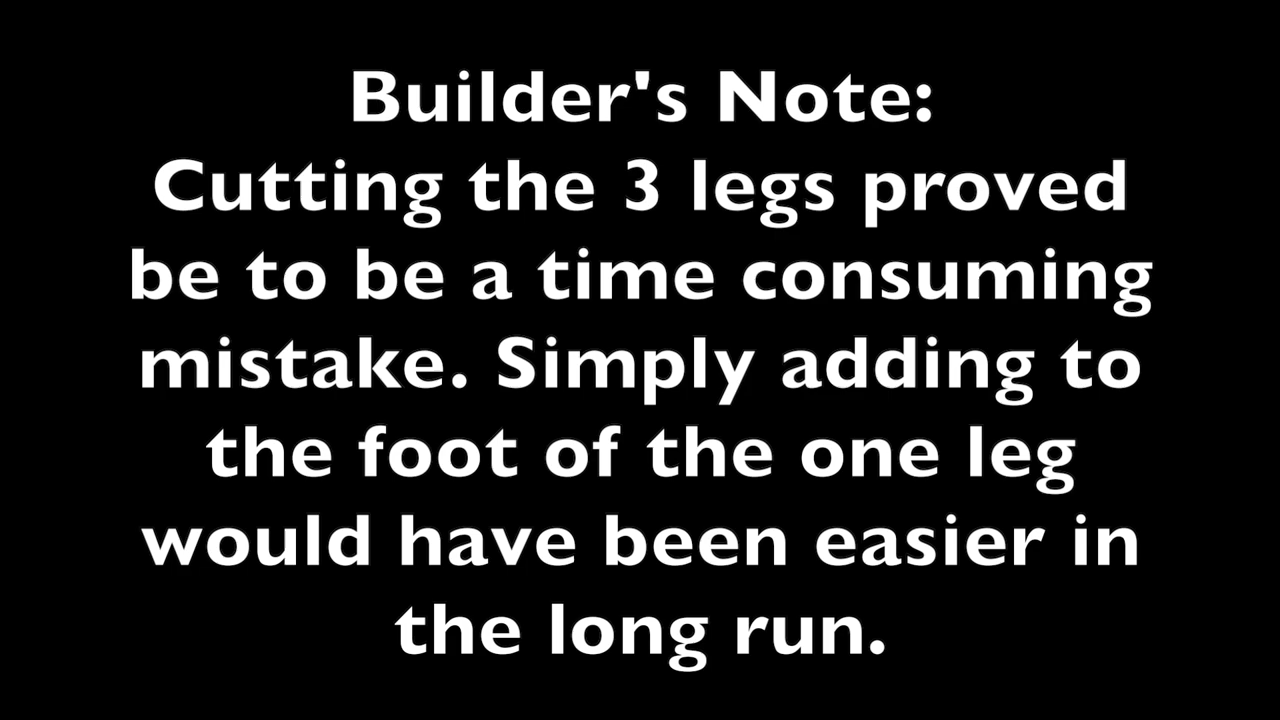 Builder's Note:
Cutting the 3 legs proved
be to be a time consuming
mistake. Simply adding to
the foot of the one leg
would have been easier in
the long run.